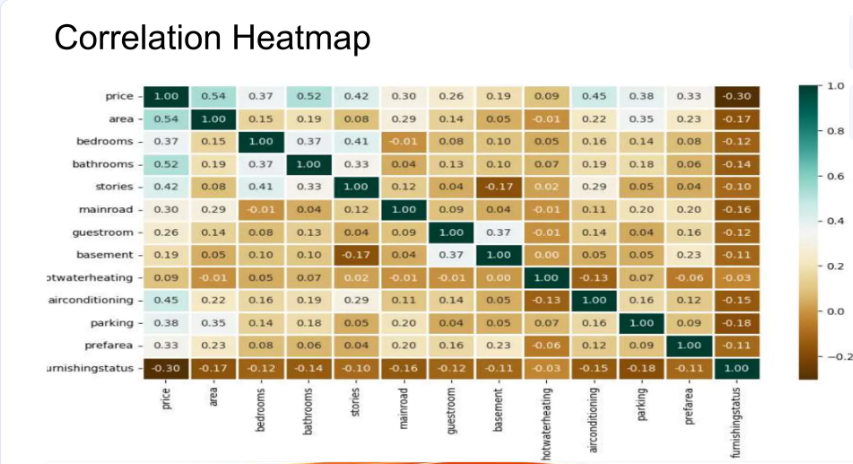 Correlation Heatmap
price 1.00 0.54 0.37 0.52 0.42 0.30 0.26 0.19 0.09 0.45 0.38 0.33 -0.30
area 0.54 1.00 0.15 0.19 0.08 0.29 0.14 0.05 -0.01 0.22 0.35 0.23 -0.17
bedrooms 0.37 0.15 1.00 0.37 0.41 -0.01 0.08 0.10 0.05 0.16 0.14 0.08 -0.12
bathrooms 0.52 0.19 0.37 1.00 0.33 0.04 0.13 0.10 0.07 0.19 0.18 0.06 -0.14
stories 0.42 0.08 0.41 0.33 1.00 0.12 0.04 -0.17 0.02 0.29 0.05 0.04 -0.10
mainroad 0.30 0.29 -0.01 0.04 0.12 1.00 0.09 0.04 -0.01 0.11 0.20 0.20 -0.16
guestroom 0.26 0.14 0.08 0.13 0.04 0.09 1.00 0.37 -0.01 0.14 0.04 0.16 -0.12
basement 0.19 0.05 0.10 0.10 -0.17 0.04 0.37 1.00 0.00 0.05 0.05 0.23 -0.11
otwaterheating 0.09 -0.01 0.05 0.07 0.02 -0.01 -0.01 0.00 1.00 -0.13 0.07 -0.06 -0.03
airconditioning 0.45 0.22 0.16 0.19 0.29 0.11 0.14 0.05 -0.13 1.00 0.16 0.12 -0.15
parking 0.38 0.35 0.14 0.18 0.05 0.20 0.04 0.05 0.07 0.16 1.00 0.09 -0.18
prefarea 0.33 0.23 0.08 0.06 0.04 0.20 0.16 0.23 -0.06 0.12 0.09 1.00 -0.11
urnishingstatus -0.30 -0.17 -0.12 -0.14 -0.10 -0.16 -0.12 -0.11 -0.03 -0.15 -0.18 -0.11 1.00
price area bedrooms bathrooms stories mainroad guestroom basement hotwaterheating airconditioning parking prefarea furnishingstatus
1.0
0.8
0.6
0.4
0.2
0.0
-0.2